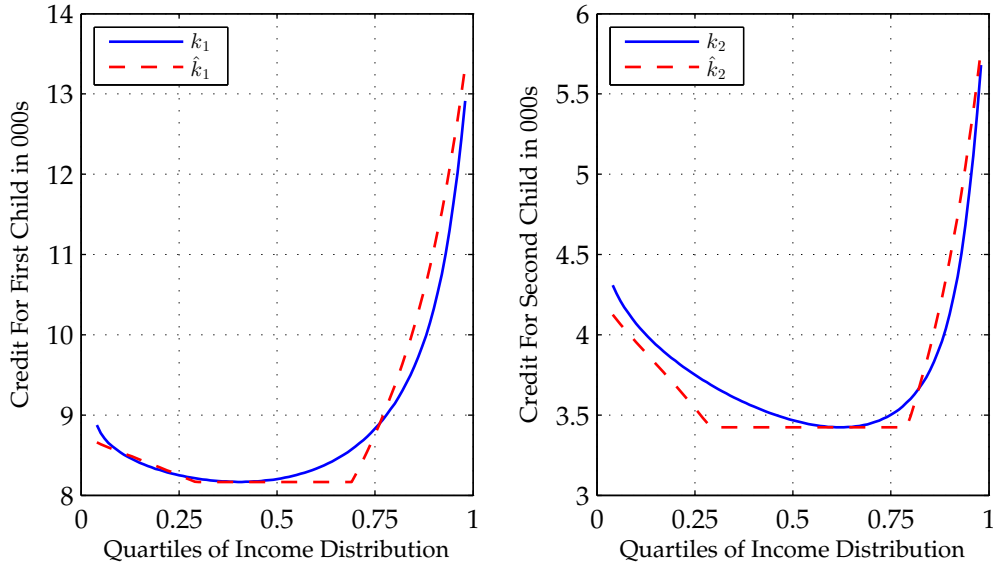 14
13
12
11
10
9
8
0 0.25 0.5 0.75 1
Credit For First Child in 000s
Quartiles of Income Distribution
k₁
k̂₁
6
5.5
5
4.5
4
3.5
3
0 0.25 0.5 0.75 1
Credit For Second Child in 000s
Quartiles of Income Distribution
k₂
k̂₂